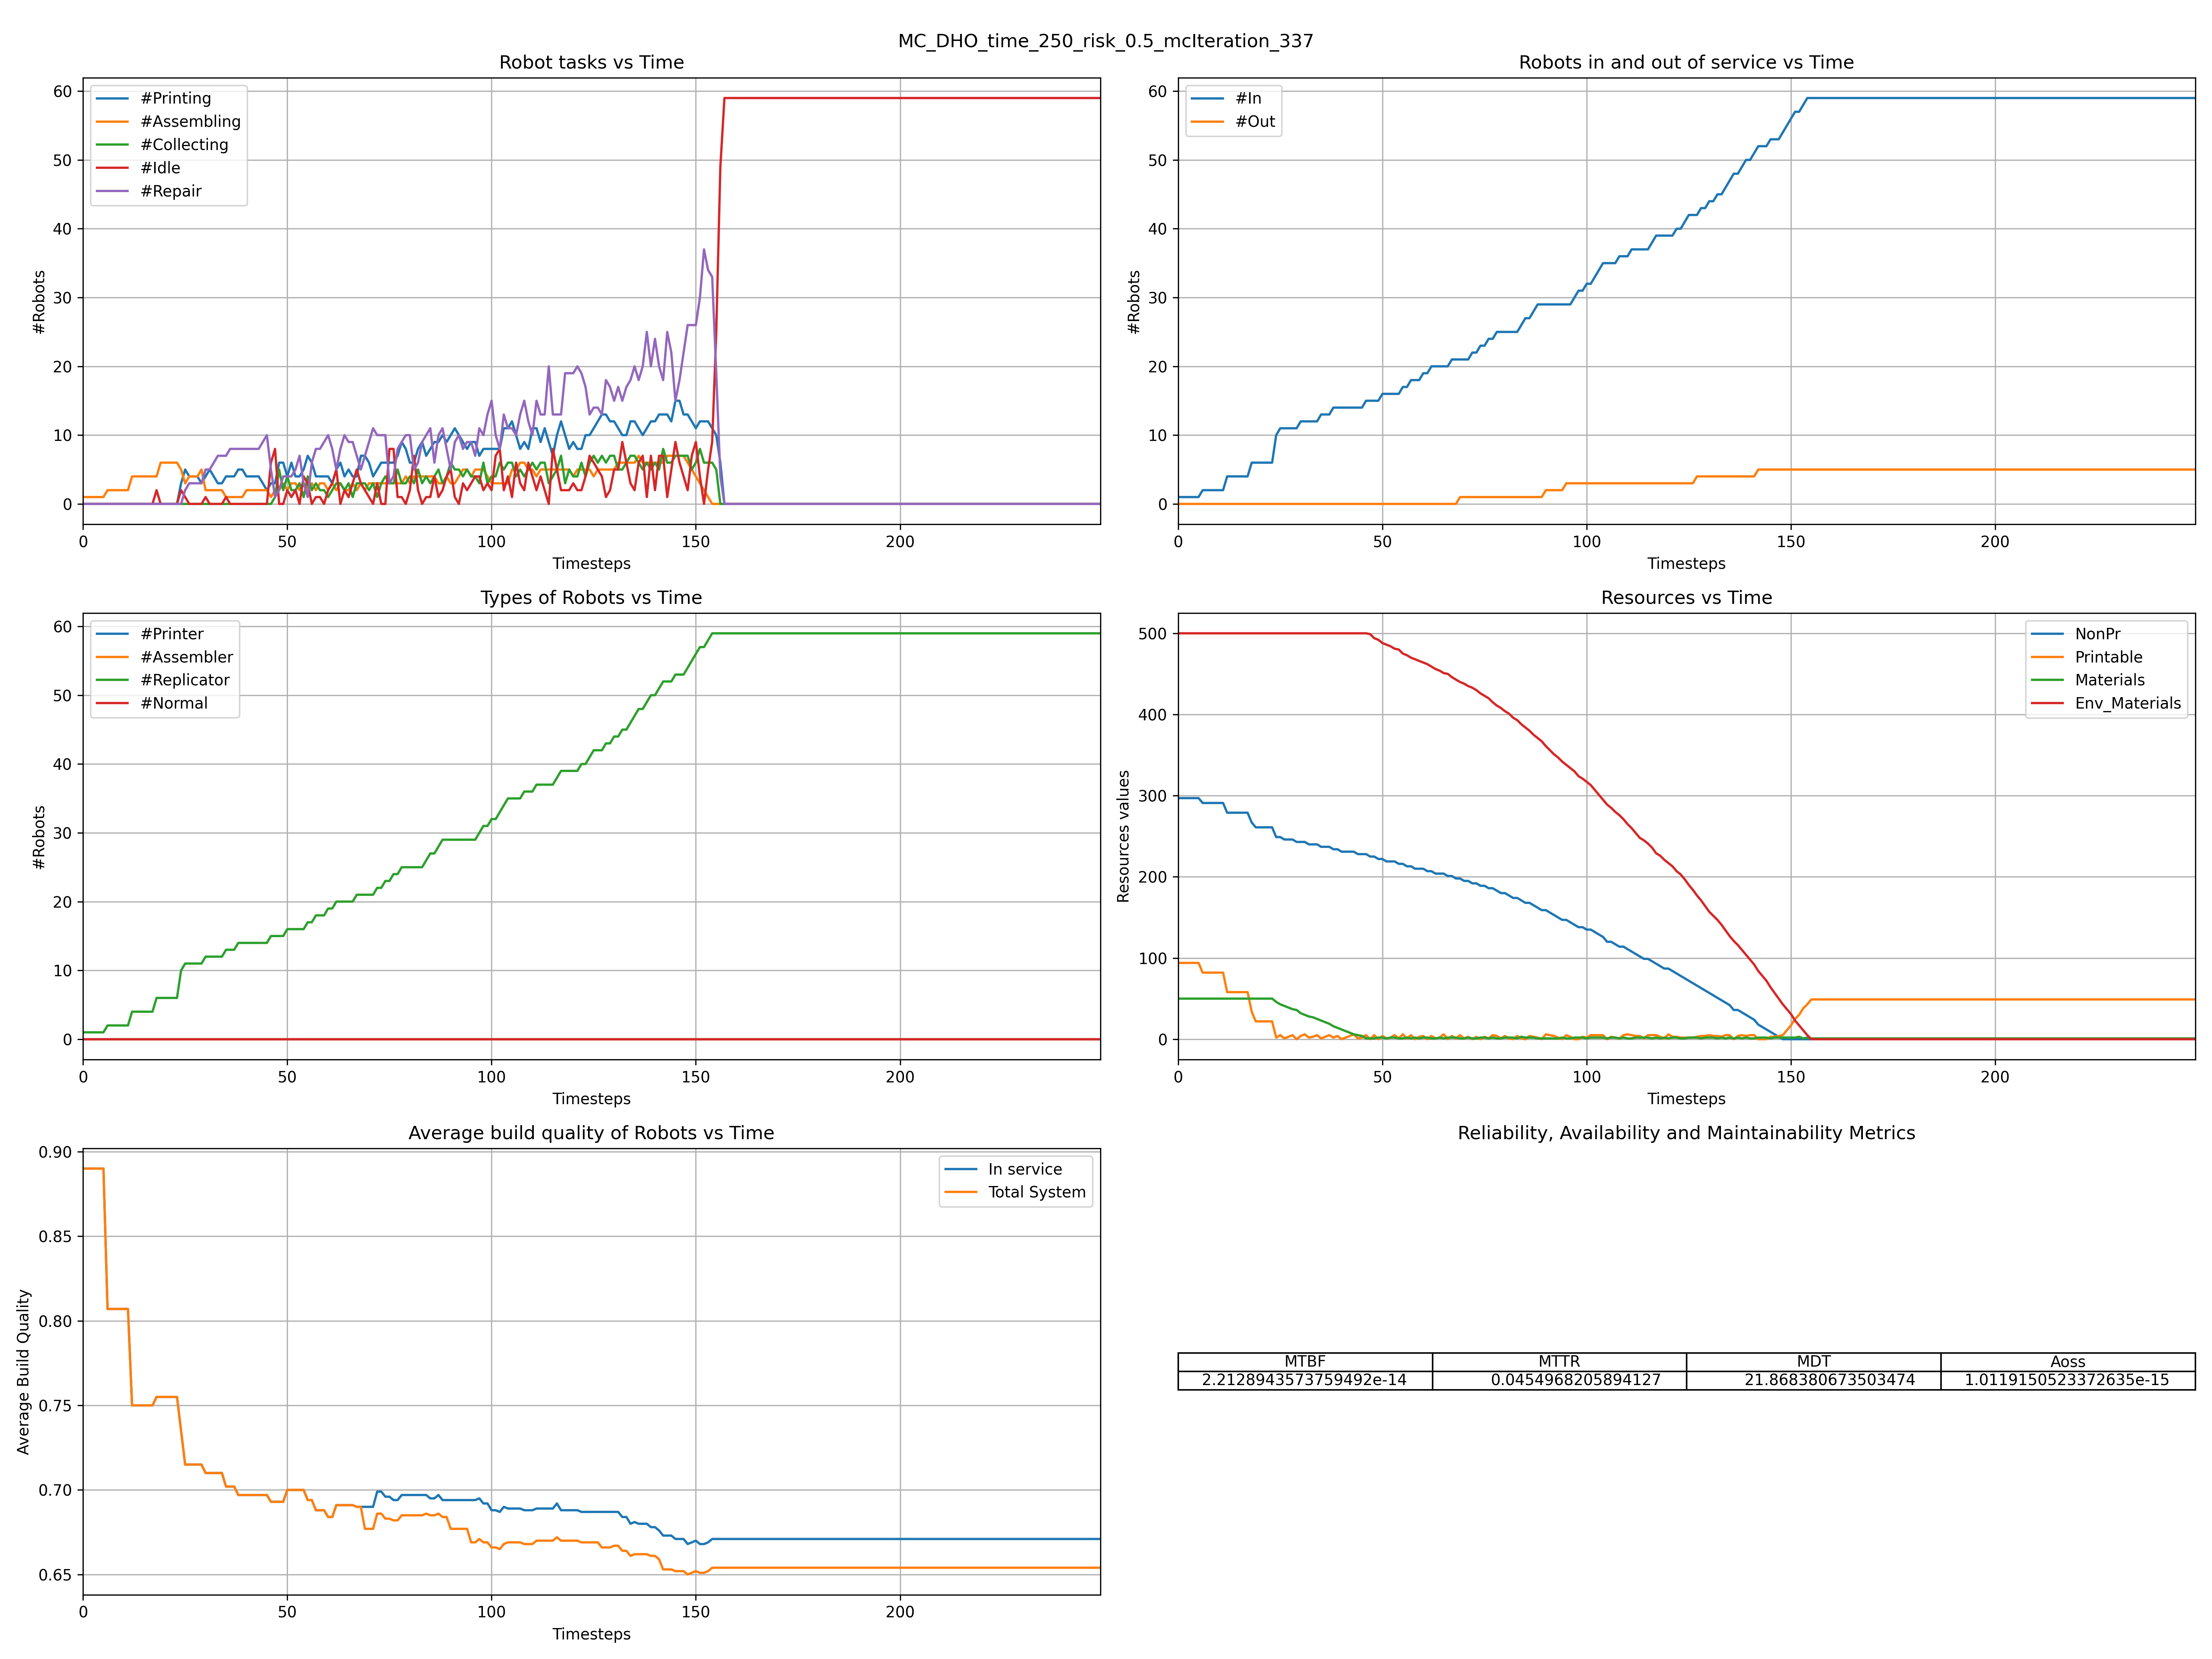 MC_DHO_time_250_risk_0.5_mcIteration_337
Robot tasks vs Time
#Printing
#Assembling
#Collecting
#Idle
#Repair
60
50
40
30
20
10
0
#Robots
0 50 100 150 200
Timesteps
Robots in and out of service vs Time
#In
#Out
60
50
40
30
20
10
0
#Robots
0 50 100 150 200
Timesteps
Types of Robots vs Time
#Printer
#Assembler
#Replicator
#Normal
60
50
40
30
20
10
0
#Robots
0 50 100 150 200
Timesteps
Resources vs Time
NonPr
Printable
Materials
Env_Materials
500
400
300
200
100
0
Resources values
0 50 100 150 200
Timesteps
Average build quality of Robots vs Time
In service
Total System
0.90
0.85
0.80
0.75
0.70
0.65
Average Build Quality
0 50 100 150 200
Timesteps
Reliability, Availability and Maintainability Metrics
MTBF MTTR MDT Aoss
2.2128943573759492e-14 0.0454968205894127 21.868380673503474 1.0119150523372635e-15